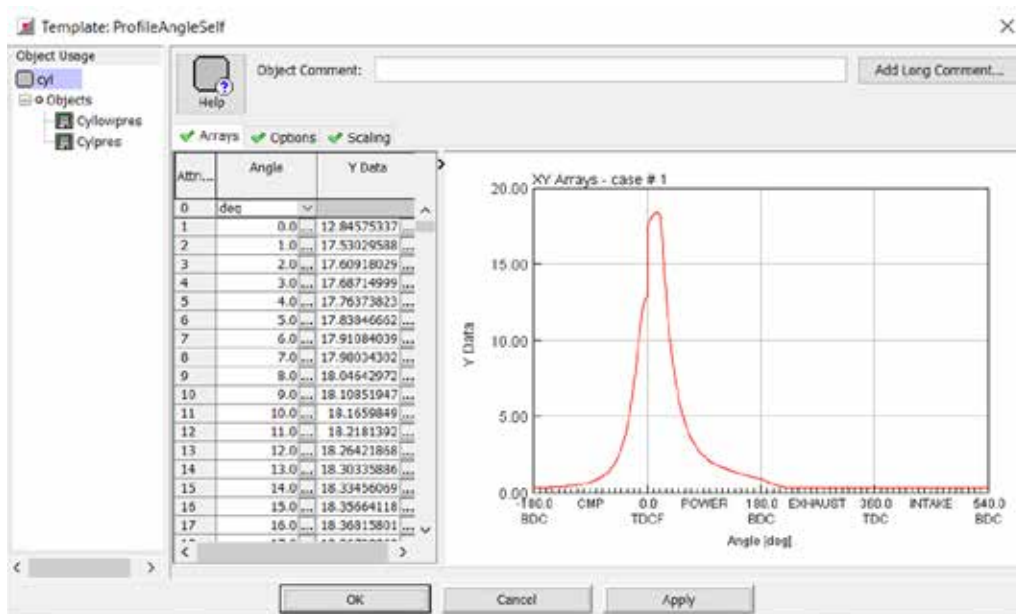 Template: ProfileAngleSelf
Object Usage
cyl
Objects
Cyllowpres
Cylpres
Help
Object Comment:
Add Long Comment...
Arrays Options Scaling
Attri... Angle Y Data
0 deg
1 0.0 ... 12.84575337 ...
2 1.0 ... 17.53029588 ...
3 2.0 ... 17.60918029 ...
4 3.0 ... 17.68714999 ...
5 4.0 ... 17.76373823 ...
6 5.0 ... 17.83846662 ...
7 6.0 ... 17.91084039 ...
8 7.0 ... 17.98034302 ...
9 8.0 ... 18.04642972 ...
10 9.0 ... 18.10851947 ...
11 10.0 ... 18.1659849 ...
12 11.0 ... 18.2181392 ...
13 12.0 ... 18.26421868 ...
14 13.0 ... 18.30335886 ...
15 14.0 ... 18.33456069 ...
16 15.0 ... 18.35664118 ...
17 16.0 ... 18.36815801 ...
XY Arrays - case # 1
20.00
15.00
10.00
5.00
0.00
Y Data
-180.0 CMP 0.0 POWER 180.0 EXHAUST 360.0 INTAKE 540.0
BDC TDCF BDC TDC BDC
Angle [deg]
OK Cancel Apply